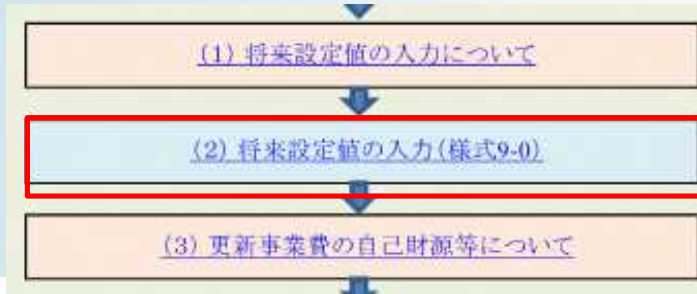 (1) 将来設定値の入力について
(2) 将来設定値の入力(様式9-0)
(3) 更新事業費の自己財源等について